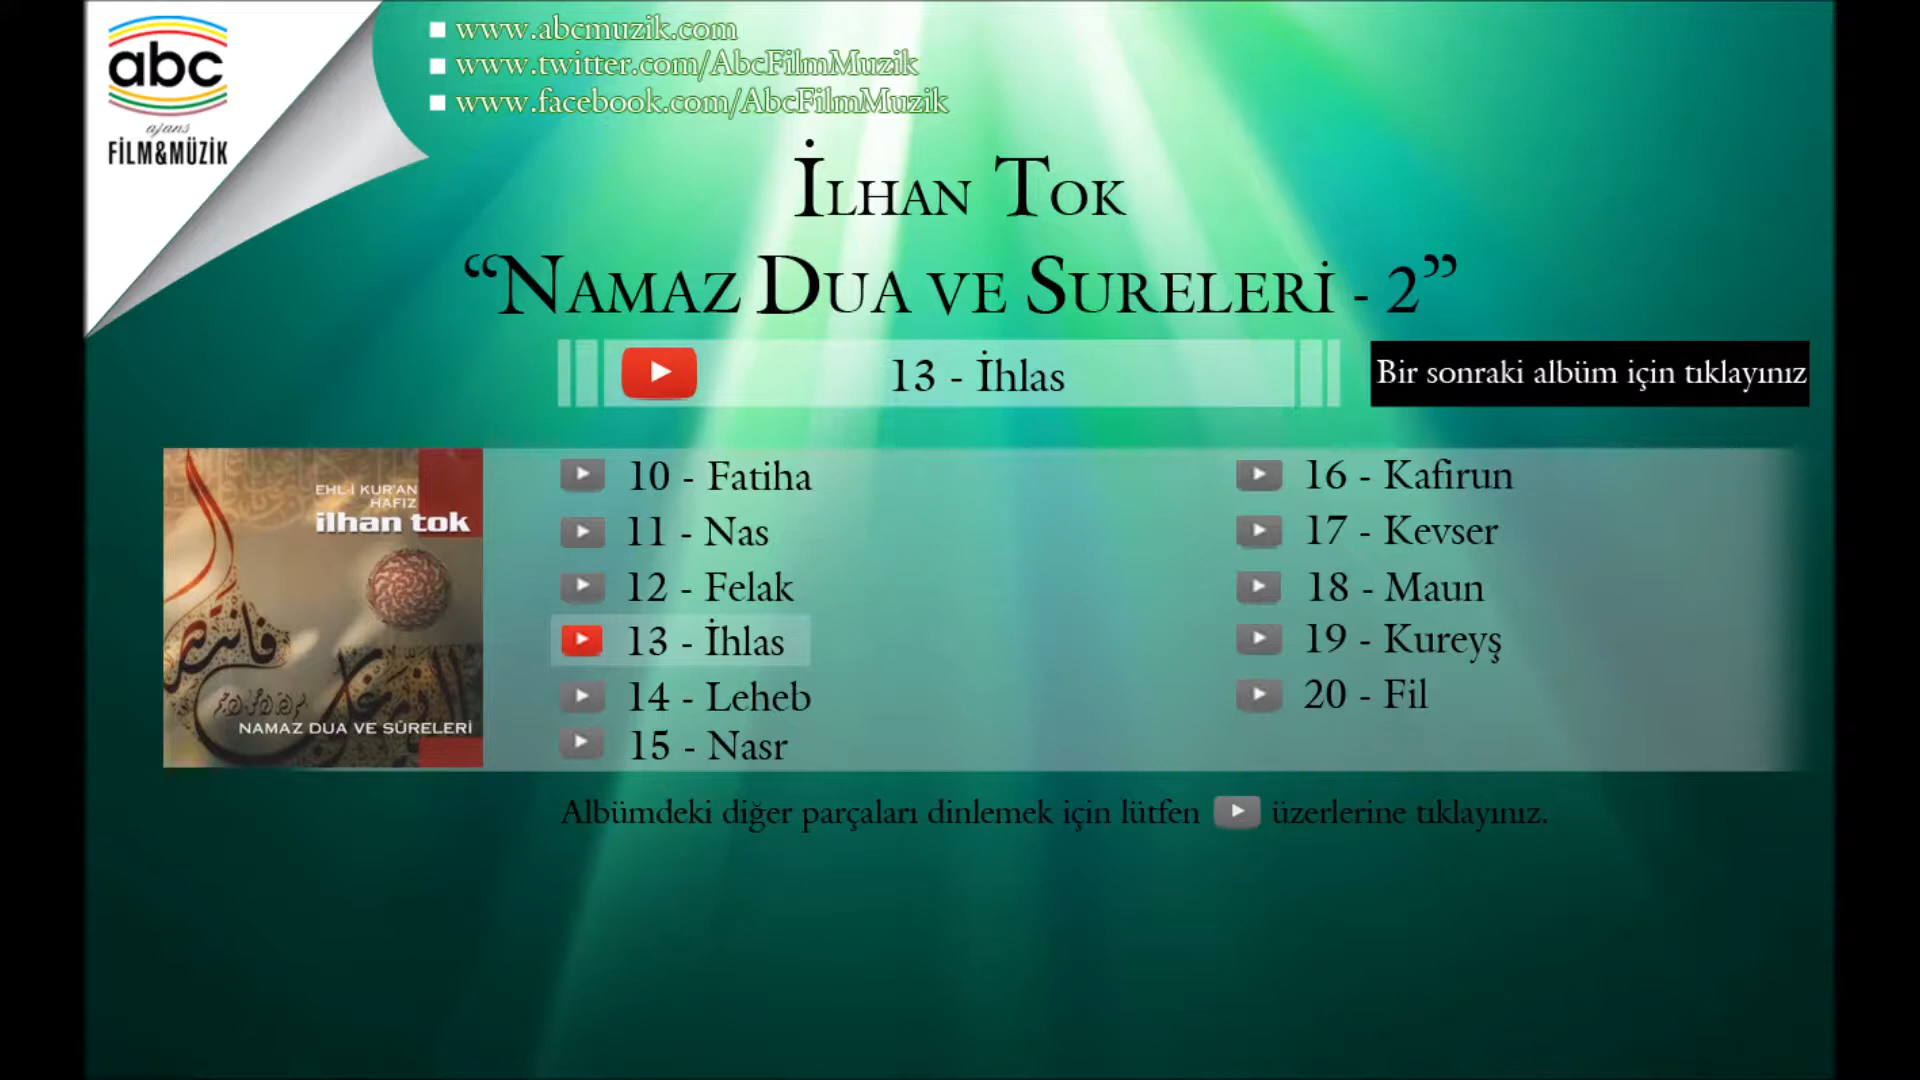 abc
ajans
FİLM&MÜZİK
www.abcmuzik.com
www.twitter.com/AbcFilmMuzik
www.facebook.com/AbcFilmMuzik
İLHAN TOK
“NAMAZ DUA VE SURELERİ - 2”
13 - İhlas
Bir sonraki albüm için tıklayınız
EHL-İ KUR'AN
HAFIZ
ilhan tok
NAMAZ DUA VE SÛRELERİ
10 - Fatiha
11 - Nas
12 - Felak
13 - İhlas
14 - Leheb
15 - Nasr
16 - Kafirun
17 - Kevser
18 - Maun
19 - Kureyş
20 - Fil
Albümdeki diğer parçaları dinlemek için lütfen üzerlerine tıklayınız.